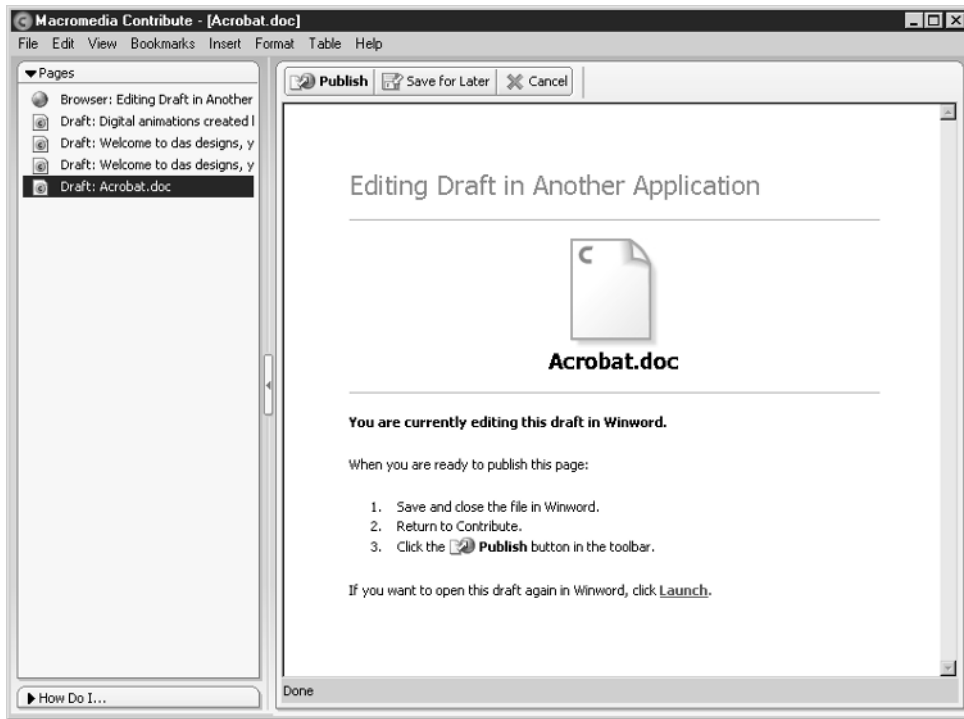 Macromedia Contribute - [Acrobat.doc]
File Edit View Bookmarks Insert Format Table Help
Pages
Browser: Editing Draft in Another
Draft: Digital animations created l
Draft: Welcome to das designs, y
Draft: Welcome to das designs, y
Draft: Acrobat.doc
How Do I...
Publish Save for Later Cancel
Editing Draft in Another Application
C
Acrobat.doc
You are currently editing this draft in Winword.
When you are ready to publish this page:
1. Save and close the file in Winword.
2. Return to Contribute.
3. Click the Publish button in the toolbar.
If you want to open this draft again in Winword, click Launch.
Done